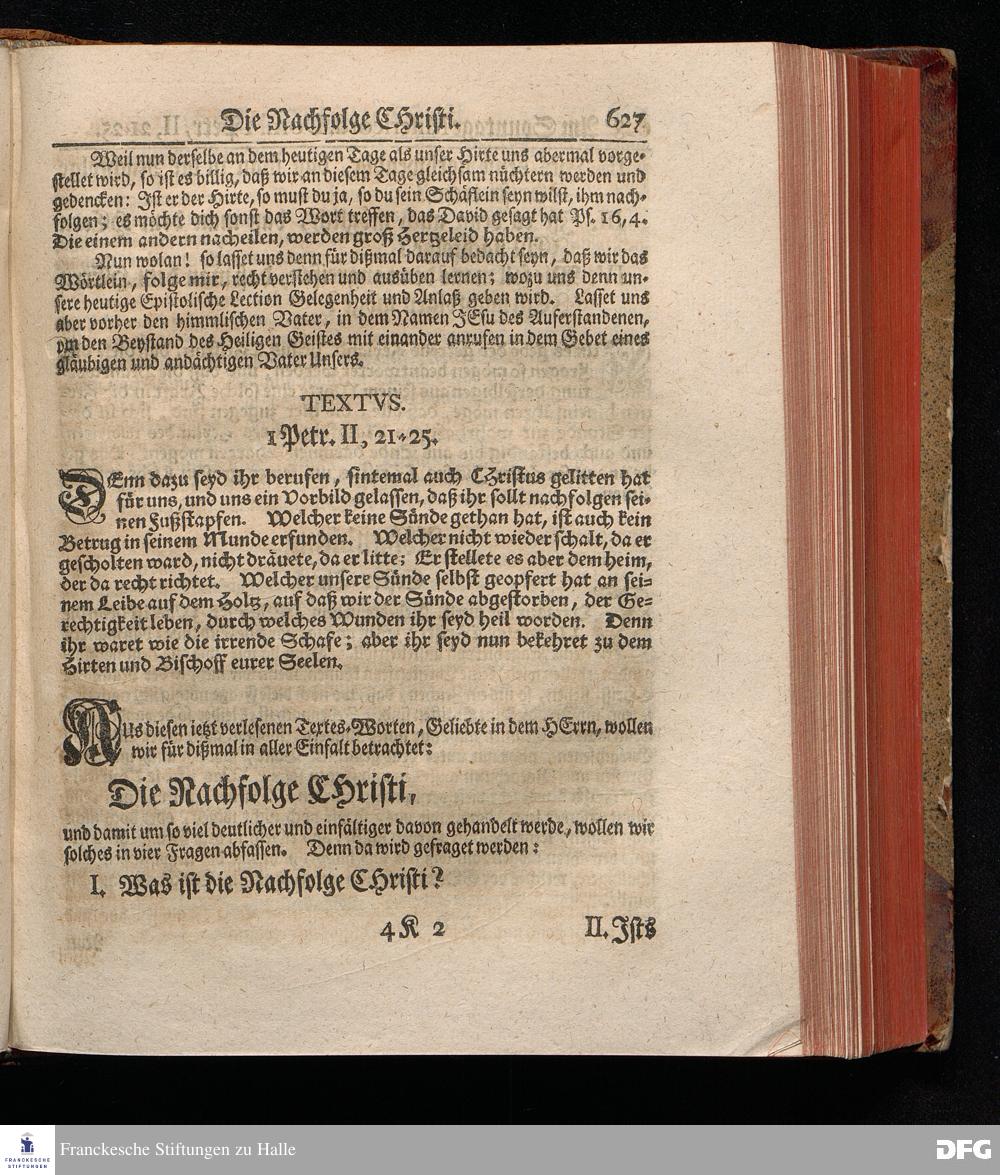 Die Nachfolge CHristi. 627
Weil nun derselbe an dem heutigen Tage als unser Hirte uns abermal vorge-
stellet wird, so ist es billig, daß wir an diesem Tage gleichsam nüchtern werden und
gedencken: Ist er der Hirte, so must du ja, so du sein Schäflein seyn wilst, ihm nach-
folgen; es möchte dich sonst das Wort treffen, das David gesagt hat Ps. 16, 4.
Die einem andern nacheilen, werden groß Hertzeleid haben.
Nun wolan! so lasset uns denn für dißmal darauf bedacht seyn, daß wir das
Wörtlein, folge mir, recht verstehen und ausüben lernen; wozu uns denn un-
sere heutige Epistolische Lection Gelegenheit und Anlaß geben wird. Lasset uns
aber vorher den himmlischen Vater, in dem Namen JEsu des Auferstandenen,
um den Beystand des Heiligen Geistes mit einander anrufen in dem Gebet eines
gläubigen und andächtigen Vater Unsers.
TEXTVS.
1 Petr. II, 21-25.
DEnn dazu seyd ihr berufen, sintemal auch CHristus gelitten hat
für uns, und uns ein Vorbild gelassen, daß ihr sollt nachfolgen sei-
nen Fußstapfen. Welcher keine Sünde gethan hat, ist auch kein
Betrug in seinem Munde erfunden. Welcher nicht wieder schalt, da er
gescholten ward, nicht dräuete, da er litte; Er stellete es aber dem heim,
der da recht richtet. Welcher unsere Sünde selbst geopfert hat an sei-
nem Leibe auf dem Holtz, auf daß wir der Sünde abgestorben, der Ge-
rechtigkeit leben, durch welches Wunden ihr seyd heil worden. Denn
ihr waret wie die irrende Schafe; aber ihr seyd nun bekehret zu dem
Hirten und Bischoff eurer Seelen.
AUs diesen ietzt verlesenen Textes-Worten, Geliebte in dem HErrn, wollen
wir für dißmal in aller Einfalt betrachtet:
Die Nachfolge CHristi,
und damit um so viel deutlicher und einfältiger davon gehandelt werde, wollen wir
solches in vier Fragen abfassen. Denn da wird gefraget werden:
I. Was ist die Nachfolge CHristi?
4K 2 II. Ists
FRANCKESCHE
STIFTUNGEN
Franckesche Stiftungen zu Halle
DFG